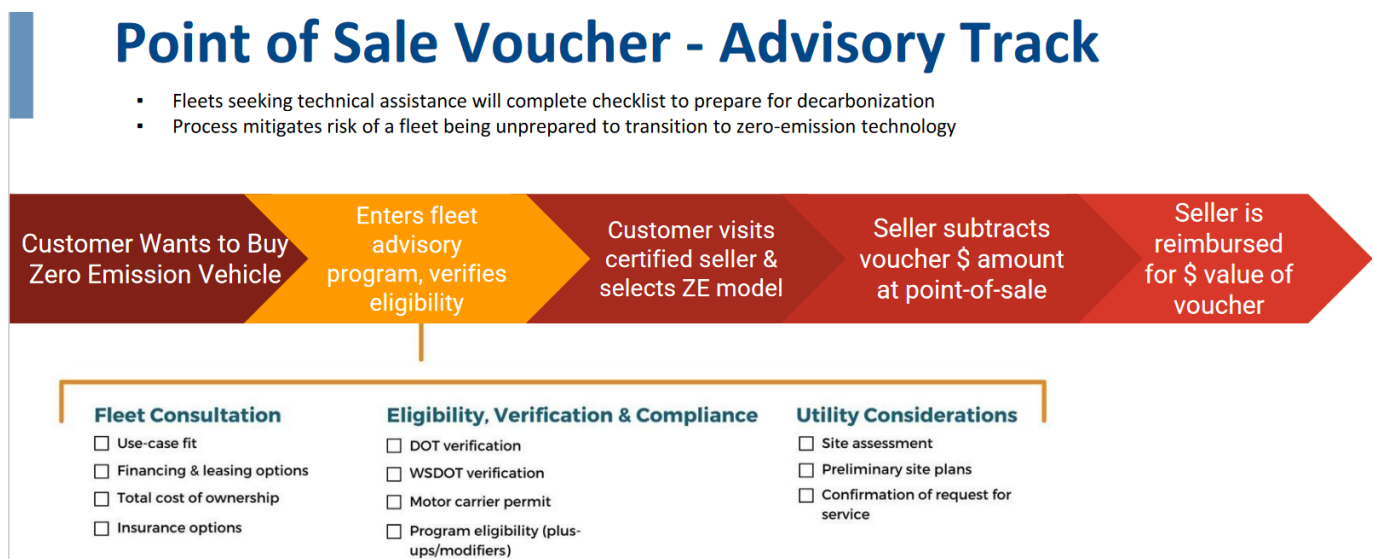 Point of Sale Voucher - Advisory Track
▪ Fleets seeking technical assistance will complete checklist to prepare for decarbonization
▪ Process mitigates risk of a fleet being unprepared to transition to zero-emission technology
Customer Wants to Buy
Zero Emission Vehicle
Enters fleet
advisory
program, verifies
eligibility
Customer visits
certified seller &
selects ZE model
Seller subtracts
voucher $ amount
at point-of-sale
Seller is
reimbursed
for $ value of
voucher
Fleet Consultation
Use-case fit
Financing & leasing options
Total cost of ownership
Insurance options
Eligibility, Verification & Compliance
DOT verification
WSDOT verification
Motor carrier permit
Program eligibility (plus-
ups/modifiers)
Utility Considerations
Site assessment
Preliminary site plans
Confirmation of request for
service